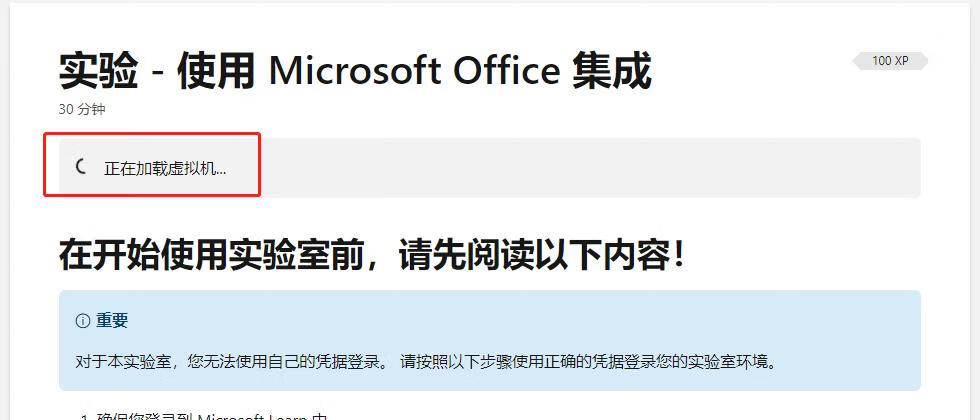 实验 - 使用 Microsoft Office 集成
100 XP
30 分钟
正在加载虚拟机...
在开始使用实验室前，请先阅读以下内容！
重要
对于本实验室，您无法使用自己的凭据登录。 请按照以下步骤使用正确的凭据登录您的实验室环境。
1. 确保您登录到 Microsoft Learn 中